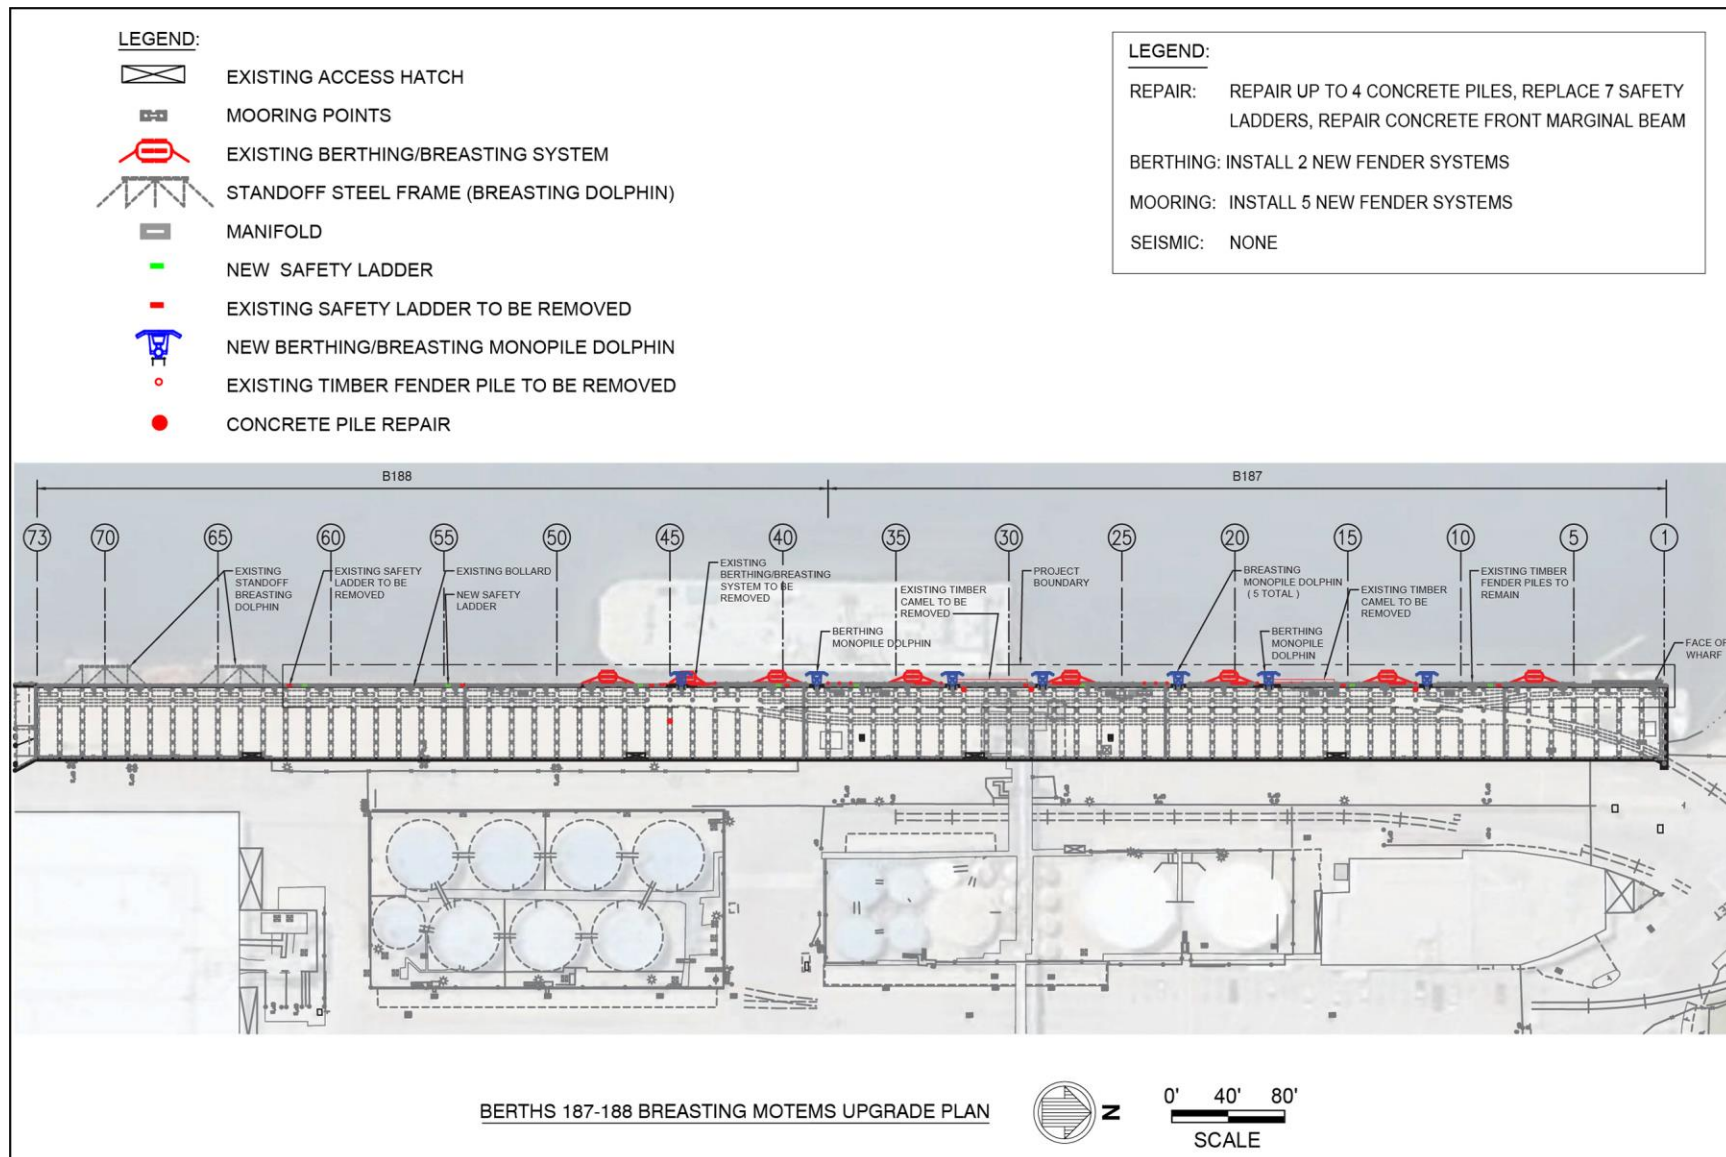 LEGEND:
EXISTING ACCESS HATCH
MOORING POINTS
EXISTING BERTHING/BREASTING SYSTEM
STANDOFF STEEL FRAME (BREASTING DOLPHIN)
MANIFOLD
NEW SAFETY LADDER
EXISTING SAFETY LADDER TO BE REMOVED
NEW BERTHING/BREASTING MONOPILE DOLPHIN
EXISTING TIMBER FENDER PILE TO BE REMOVED
CONCRETE PILE REPAIR
LEGEND:
REPAIR: REPAIR UP TO 4 CONCRETE PILES, REPLACE 7 SAFETY
LADDERS, REPAIR CONCRETE FRONT MARGINAL BEAM
BERTHING: INSTALL 2 NEW FENDER SYSTEMS
MOORING: INSTALL 5 NEW FENDER SYSTEMS
SEISMIC: NONE
B188
B187
73 70 65 60 55 50 45 40 35 30 25 20 15 10 5 1
EXISTING
STANDOFF
BREASTING
DOLPHIN
EXISTING SAFETY
LADDER TO BE
REMOVED
EXISTING BOLLARD
NEW SAFETY
LADDER
EXISTING
BERTHING/BREASTING
SYSTEM TO BE
REMOVED
BERTHING
MONOPILE DOLPHIN
EXISTING TIMBER
CAMEL TO BE
REMOVED
PROJECT
BOUNDARY
BREASTING
MONOPILE DOLPHIN
( 5 TOTAL )
BERTHING
MONOPILE
DOLPHIN
EXISTING TIMBER
CAMEL TO BE
REMOVED
EXISTING TIMBER
FENDER PILES TO
REMAIN
FACE OF
WHARF
BERTHS 187-188 BREASTING MOTEMS UPGRADE PLAN
N
0' 40' 80'
SCALE